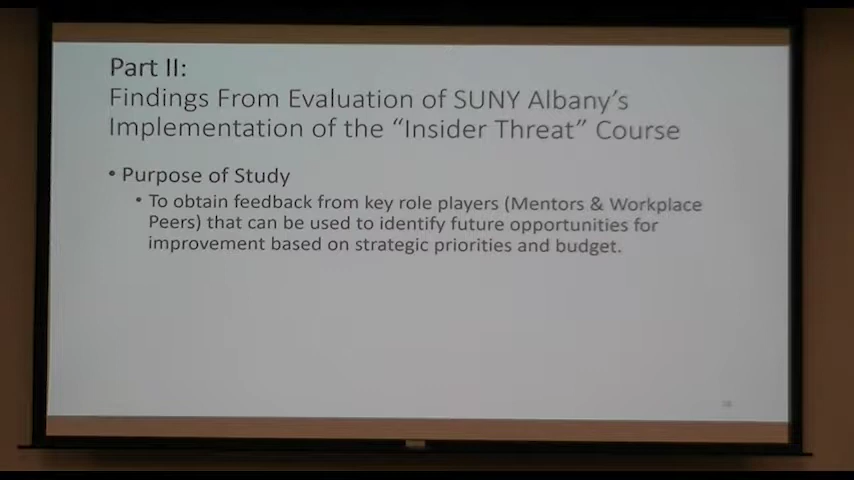 Part II:
Findings From Evaluation of SUNY Albany's
Implementation of the “Insider Threat” Course
• Purpose of Study
• To obtain feedback from key role players (Mentors & Workplace
Peers) that can be used to identify future opportunities for
improvement based on strategic priorities and budget.